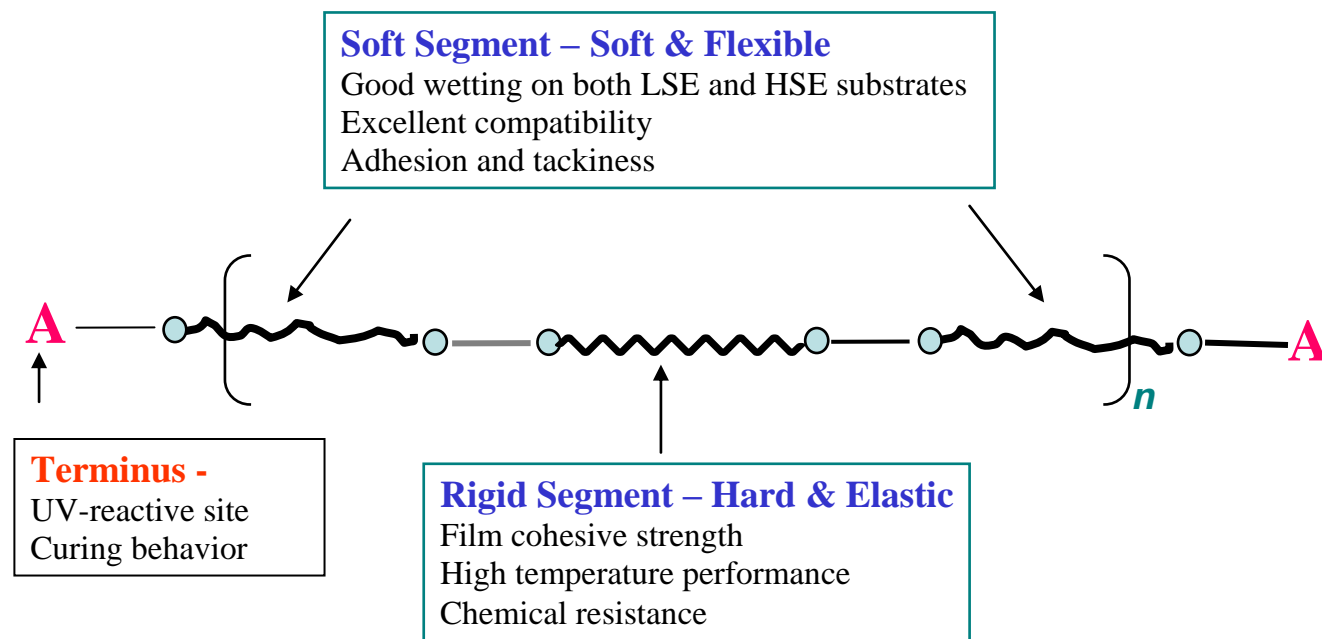 Soft Segment – Soft & Flexible
Good wetting on both LSE and HSE substrates
Excellent compatibility
Adhesion and tackiness
A
A
n
Terminus -
UV-reactive site
Curing behavior
Rigid Segment – Hard & Elastic
Film cohesive strength
High temperature performance
Chemical resistance